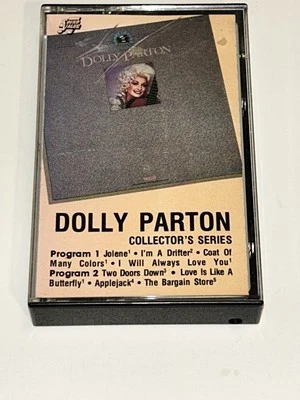 DOLLY PARTON
DOLLY PARTON
COLLECTOR'S SERIES
Program 1 Jolene¹ • I'm A Drifter² • Coat Of
Many Colors¹ • I Will Always Love You¹
Program 2 Two Doors Down³ • Love Is Like A
Butterfly¹ • Applejack⁴ • The Bargain Store⁵